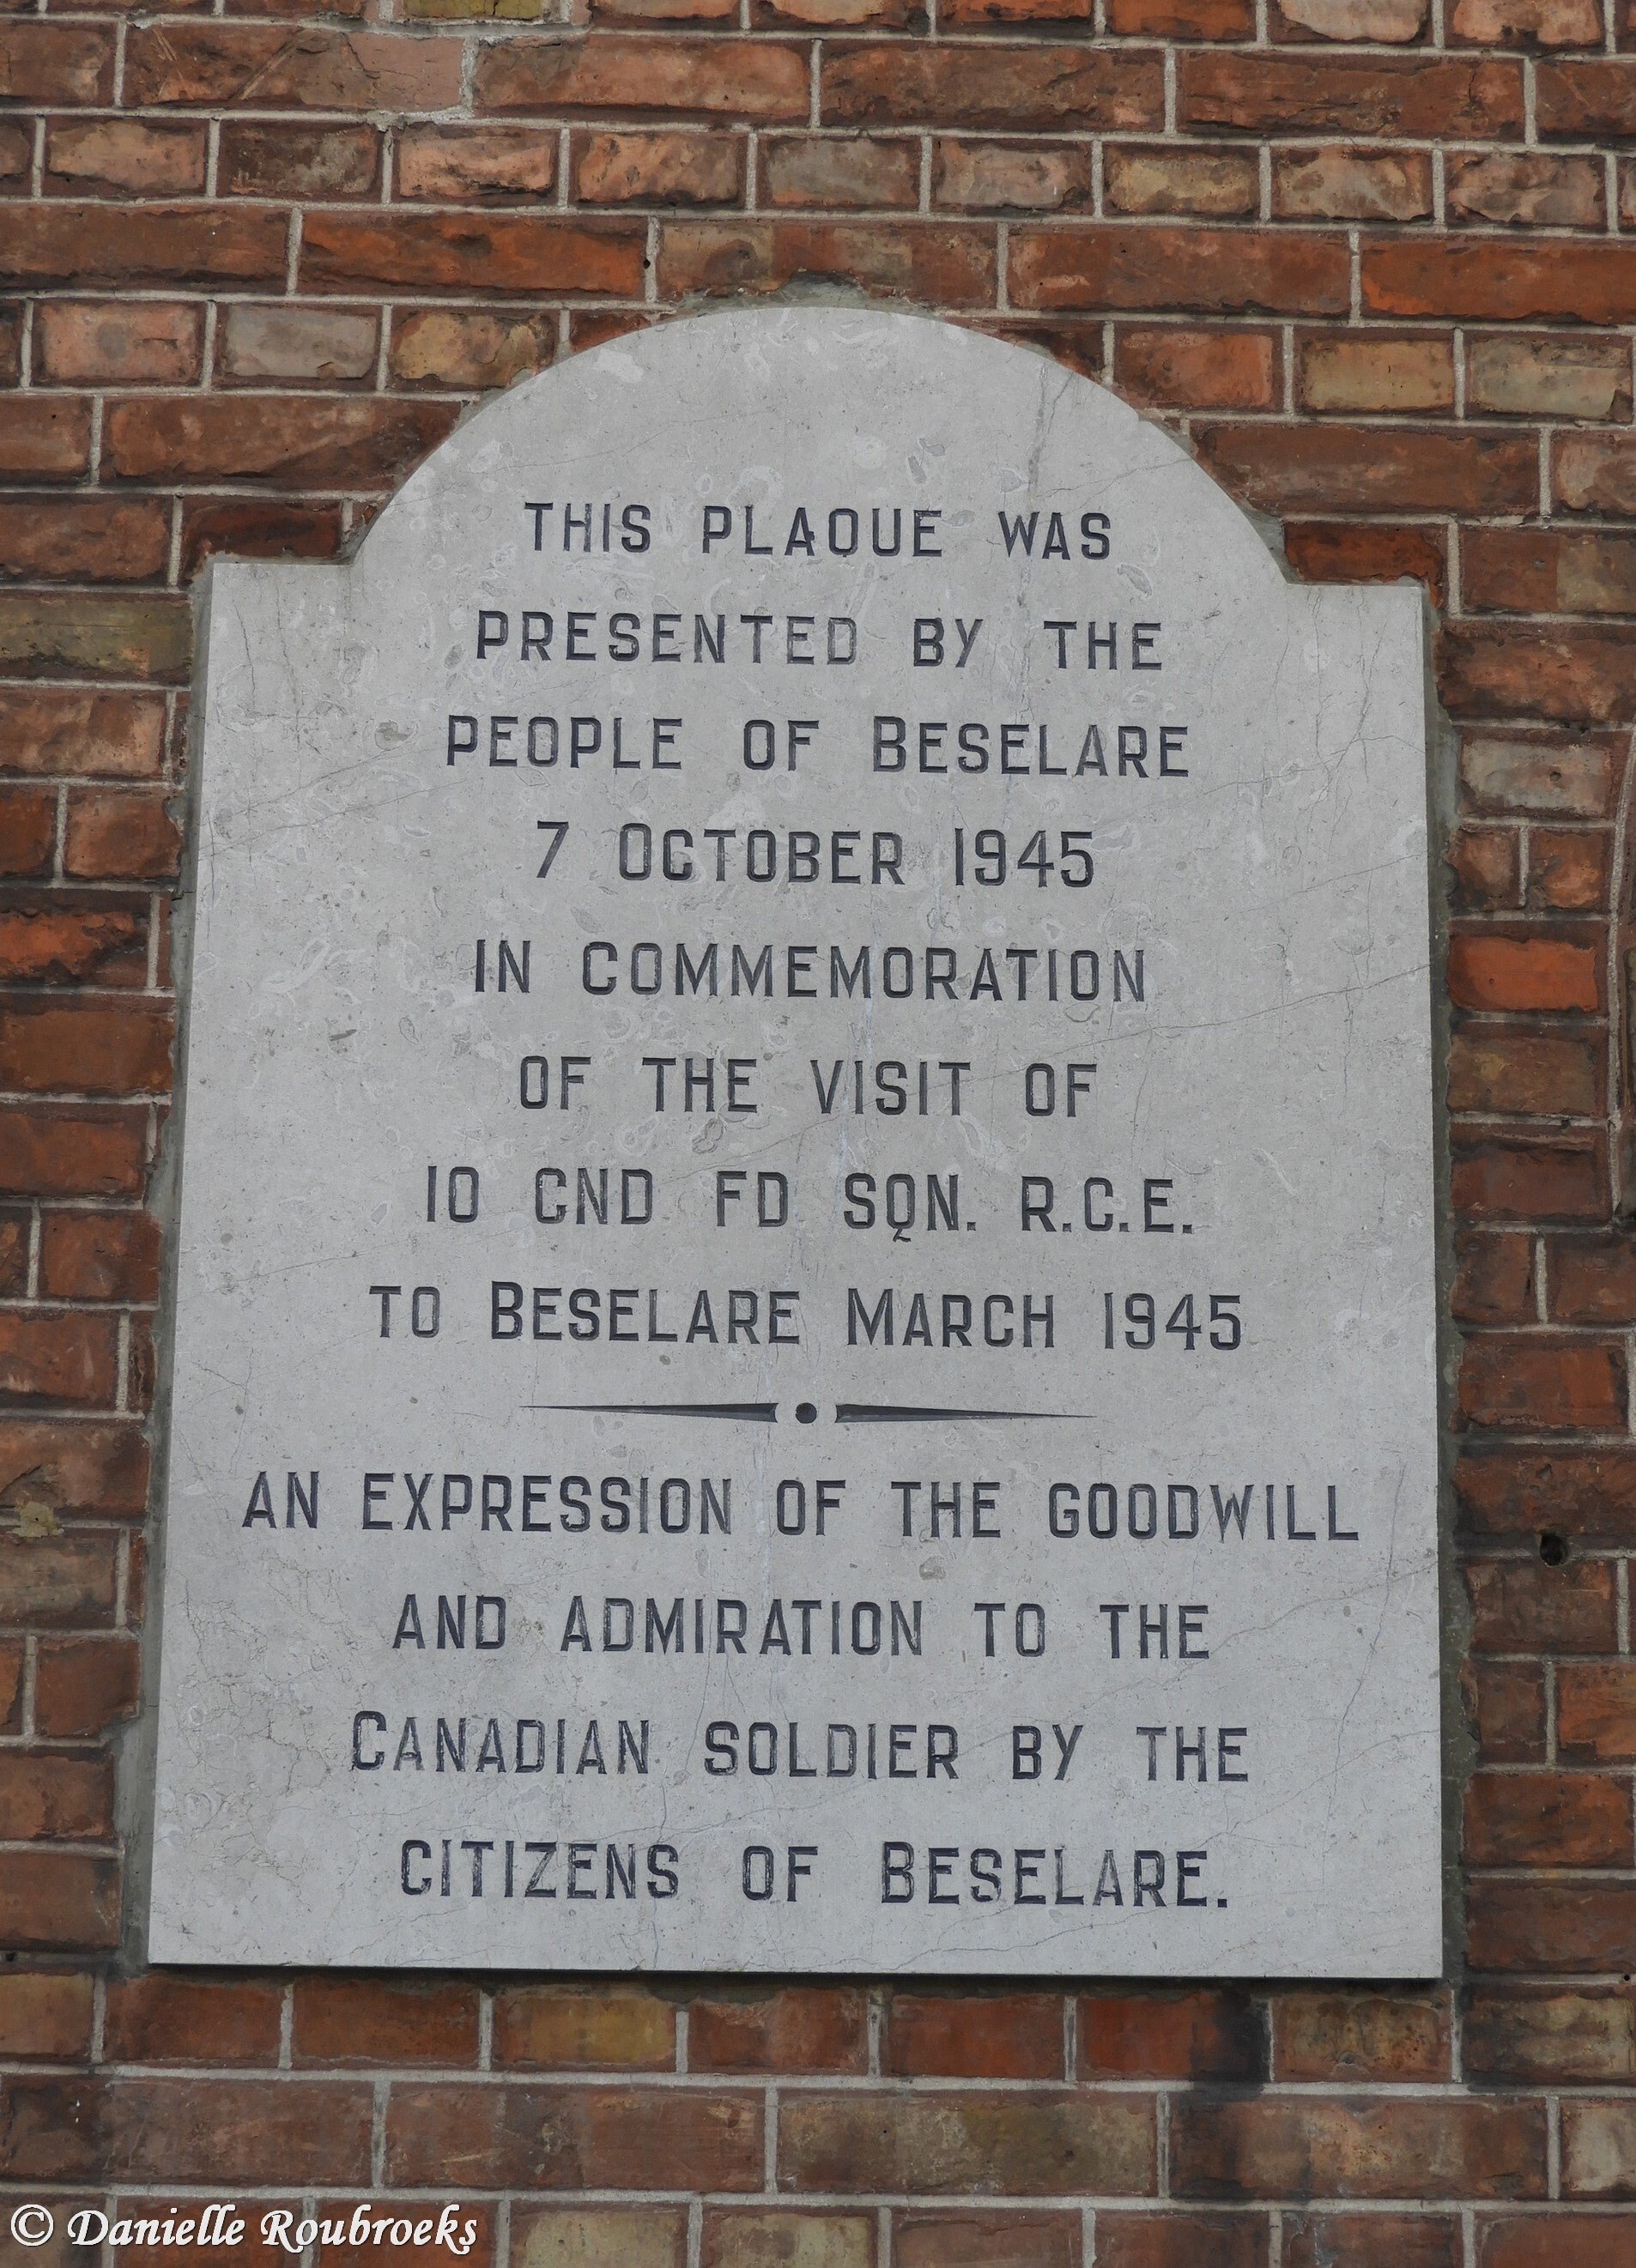 THIS PLAQUE WAS
PRESENTED BY THE
PEOPLE OF BESELARE
7 OCTOBER 1945
IN COMMEMORATION
OF THE VISIT OF
10 CND FD SQN. R.C.E.
TO BESELARE MARCH 1945
AN EXPRESSION OF THE GOODWILL
AND ADMIRATION TO THE
CANADIAN SOLDIER BY THE
CITIZENS OF BESELARE.
© Danielle Roubroeks